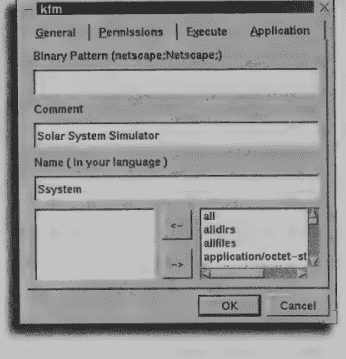 kfm
General Permissions Execute Application
Binary Pattern (netscape;Netscape;)
Comment
Solar System Simulator
Name ( in your language )
Ssystem
<-
all
alldirs
allfiles
application/octet-st
->
OK Cancel